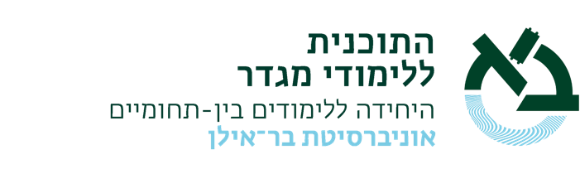 התוכנית
ללימודי מגדר
היחידה ללימודים בין-תחומיים
אוניברסיטת בר־אילן